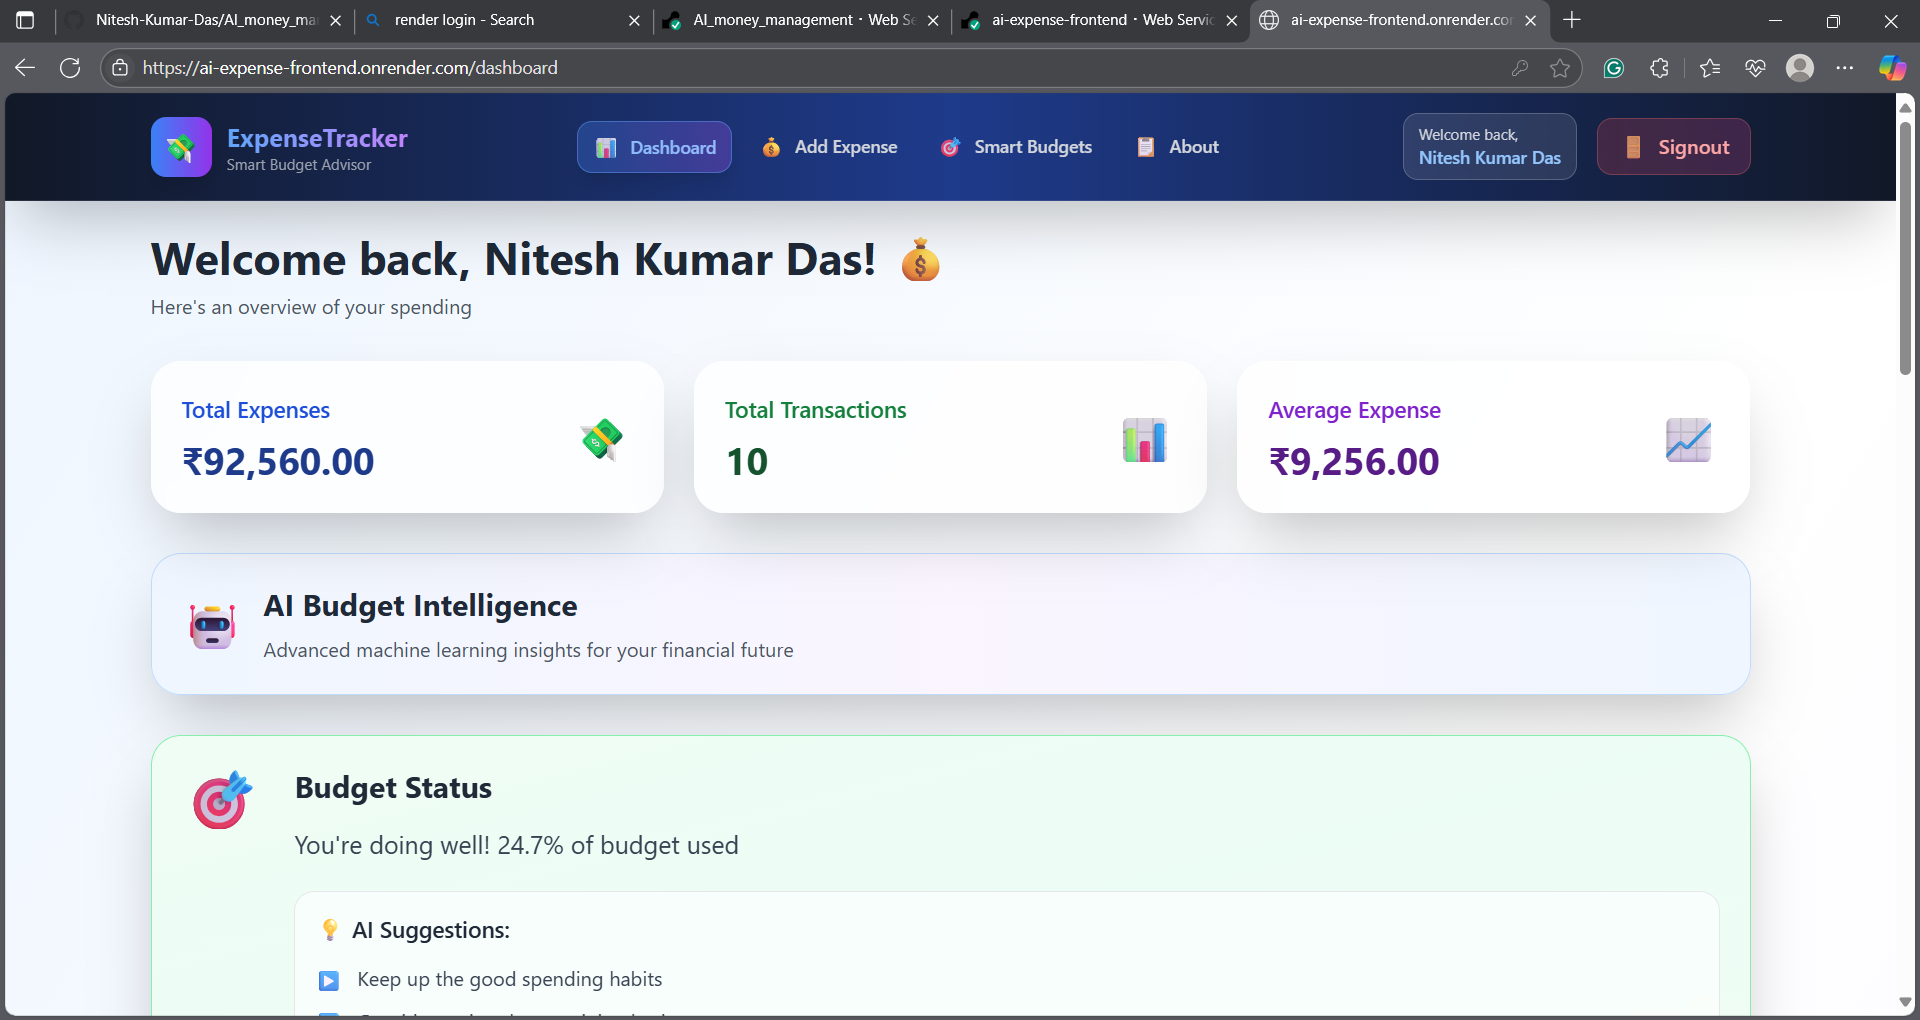 Nitesh-Kumar-Das/AI_money_ma
render login - Search
AI_money_management · Web Se
ai-expense-frontend · Web Servic
ai-expense-frontend.onrender.co
https://ai-expense-frontend.onrender.com/dashboard
ExpenseTracker
Smart Budget Advisor
Dashboard
Add Expense
Smart Budgets
About
Welcome back,
Nitesh Kumar Das
Signout
Welcome back, Nitesh Kumar Das!
Here's an overview of your spending
Total Expenses
₹92,560.00
Total Transactions
10
Average Expense
₹9,256.00
AI Budget Intelligence
Advanced machine learning insights for your financial future
Budget Status
You're doing well! 24.7% of budget used
AI Suggestions:
Keep up the good spending habits